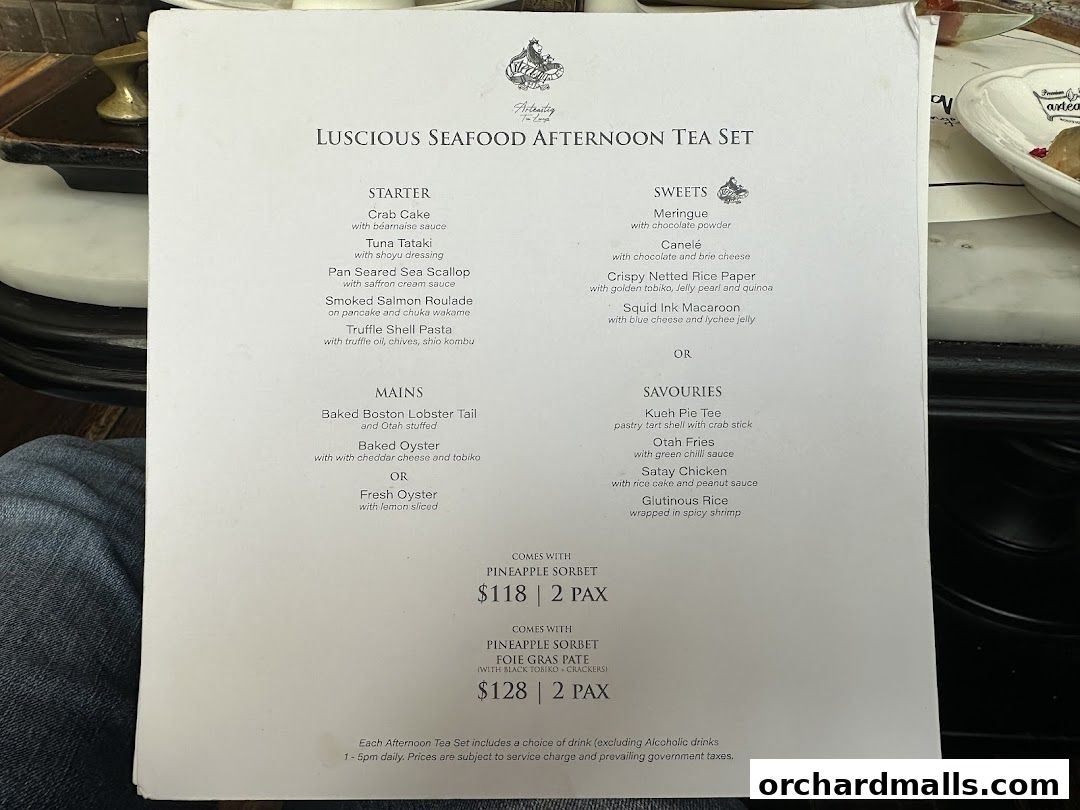 Arteastiq
Tea Lounge
LUSCIOUS SEAFOOD AFTERNOON TEA SET
STARTER
Crab Cake
with béarnaise sauce
Tuna Tataki
with shoyu dressing
Pan Seared Sea Scallop
with saffron cream sauce
Smoked Salmon Roulade
on pancake and chuka wakame
Truffle Shell Pasta
with truffle oil, chives, shio kombu
MAINS
Baked Boston Lobster Tail
and Otah stuffed
Baked Oyster
with with cheddar cheese and tobiko
OR
Fresh Oyster
with lemon sliced
SWEETS
Meringue
with chocolate powder
Canelé
with chocolate and brie cheese
Crispy Netted Rice Paper
with golden tobiko, Jelly pearl and quinoa
Squid Ink Macaroon
with blue cheese and lychee jelly
OR
SAVOURIES
Kueh Pie Tee
pastry tart shell with crab stick
Otah Fries
with green chilli sauce
Satay Chicken
with rice cake and peanut sauce
Glutinous Rice
wrapped in spicy shrimp
COMES WITH
PINEAPPLE SORBET
$118 | 2 PAX
COMES WITH
PINEAPPLE SORBET
FOIE GRAS PATE
(WITH BLACK TOBIKO + CRACKERS)
$128 | 2 PAX
Each Afternoon Tea Set includes a choice of drink (excluding Alcoholic drinks
1 - 5pm daily. Prices are subject to service charge and prevailing government taxes.
Premium
artea
orchardmalls.com